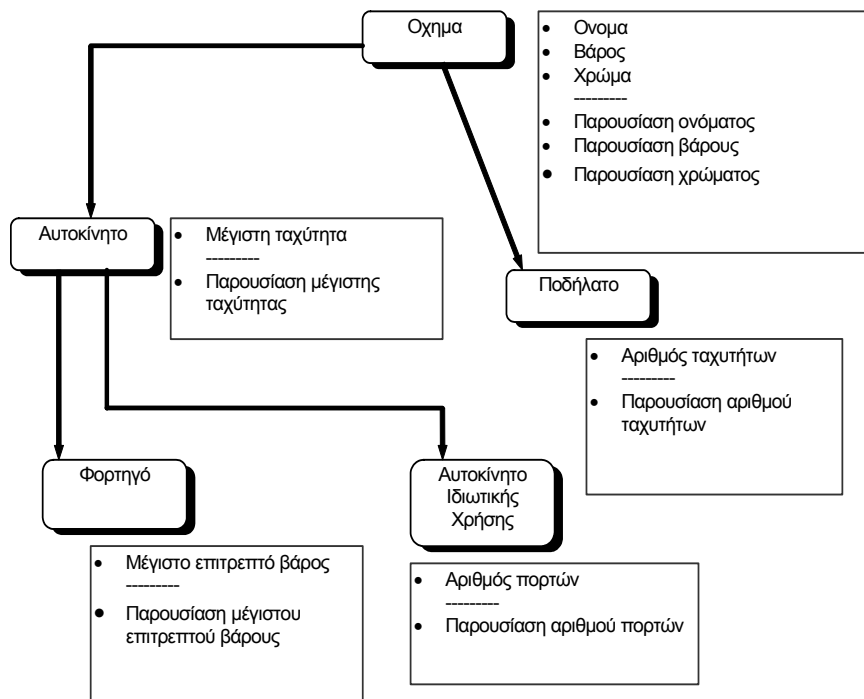 Οχημα
• Ονομα
• Βάρος
• Χρώμα
---------
• Παρουσίαση ονόματος
• Παρουσίαση βάρους
• Παρουσίαση χρώματος
Αυτοκίνητο
• Μέγιστη ταχύτητα
---------
• Παρουσίαση μέγιστης
ταχύτητας
Ποδήλατο
• Αριθμός ταχυτήτων
---------
• Παρουσίαση αριθμού
ταχυτήτων
Φορτηγό
• Μέγιστο επιτρεπτό βάρος
---------
• Παρουσίαση μέγιστου
επιτρεπτού βάρους
Αυτοκίνητο
Ιδιωτικής
Χρήσης
• Αριθμός πορτών
---------
• Παρουσίαση αριθμού πορτών